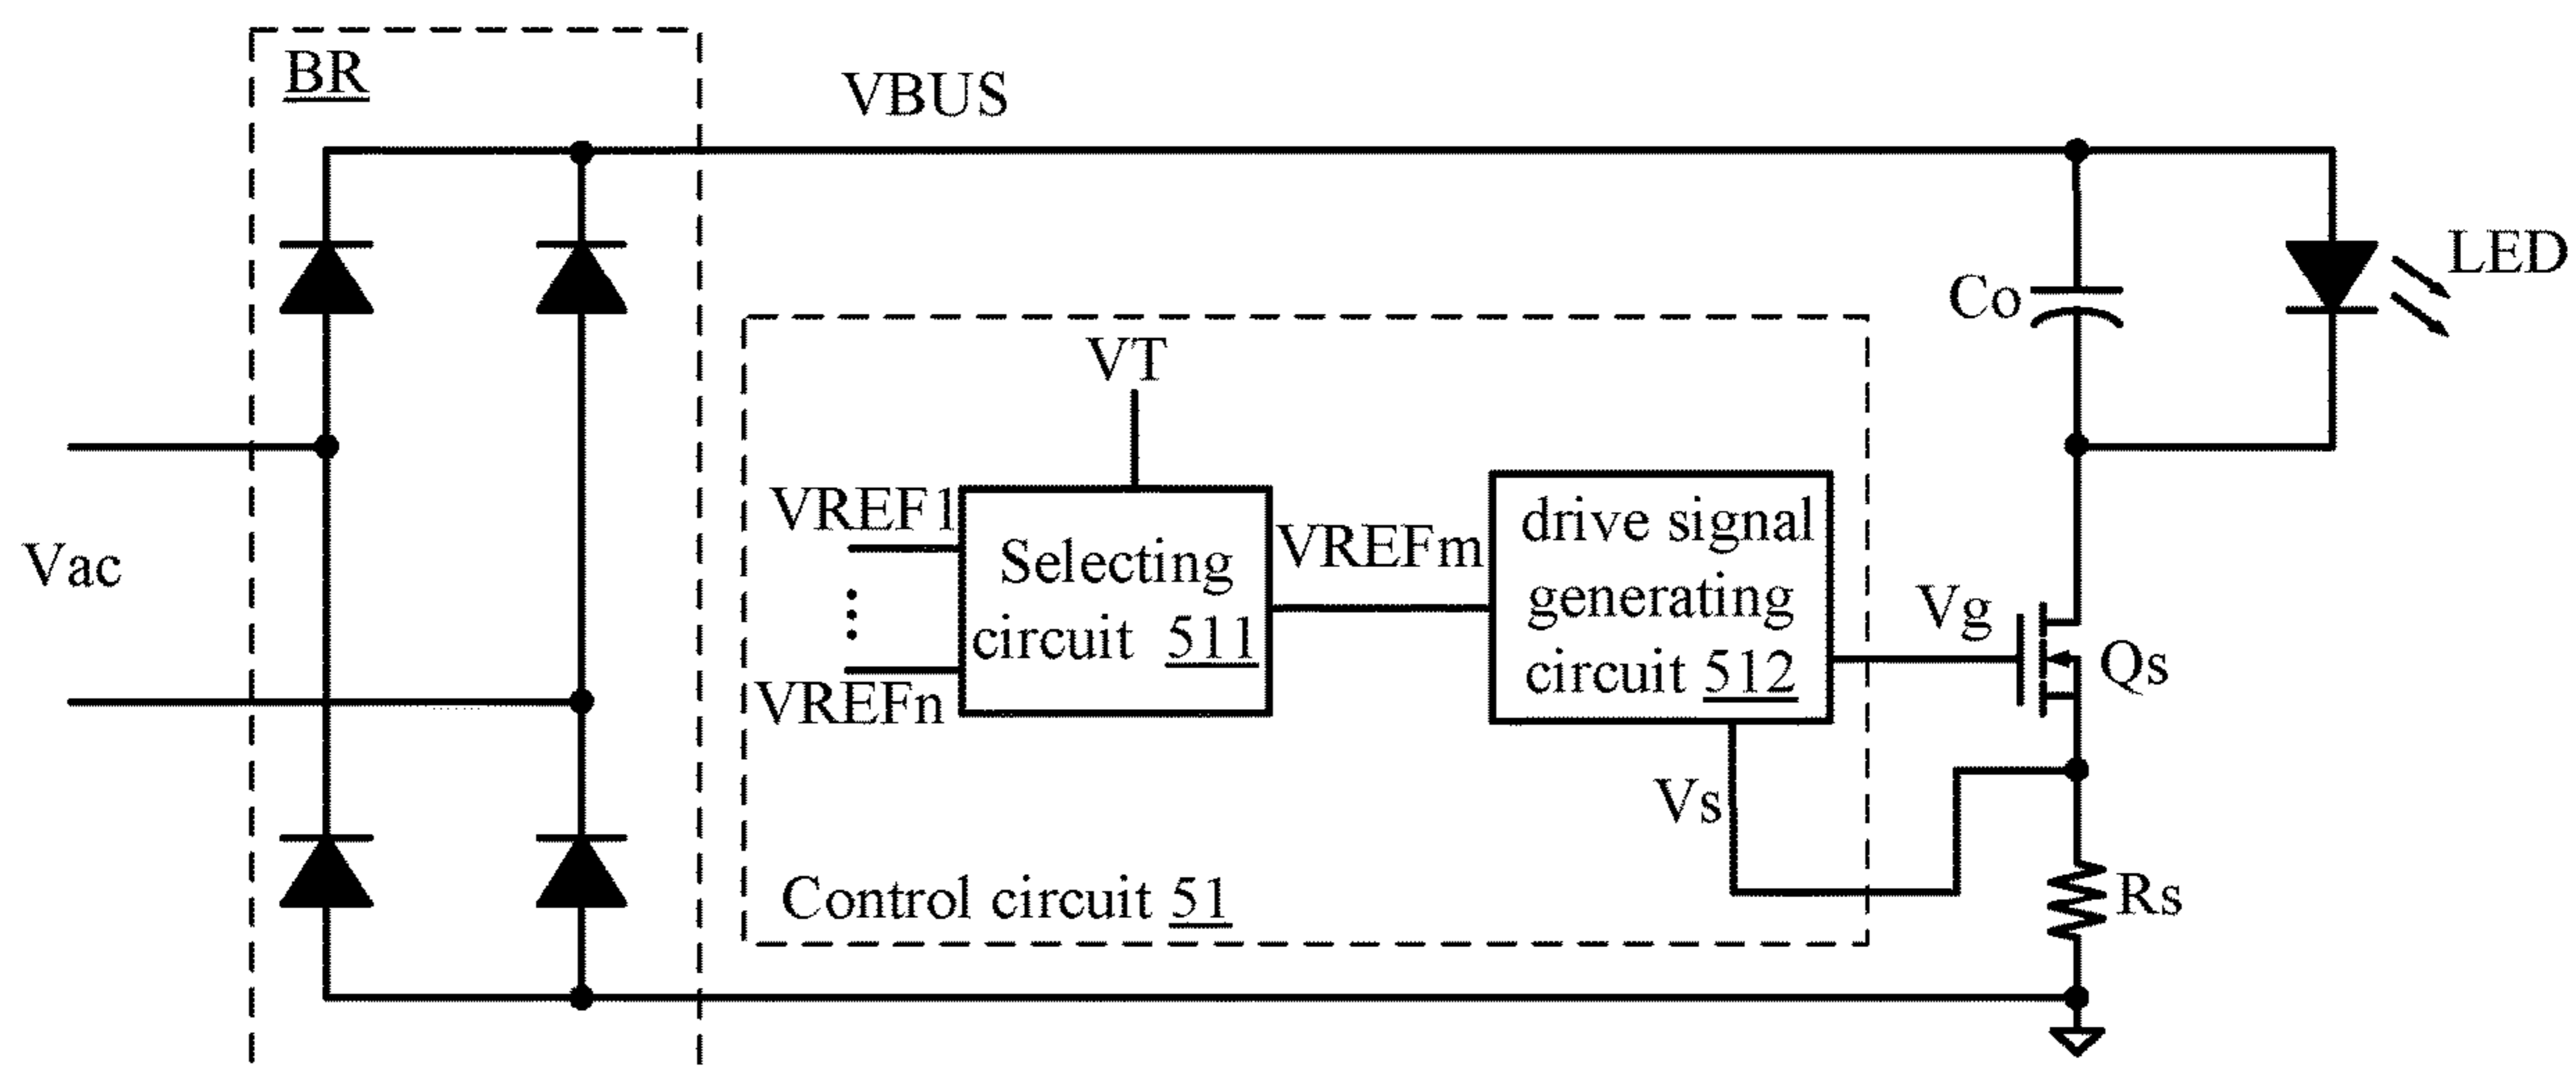 BR
VBUS
LED
Co
VT
VREF1
VREFn
Selecting
circuit 511
VREFm
drive signal
generating
circuit 512
Vac
Vg
Qs
Vs
Rs
Control circuit 51